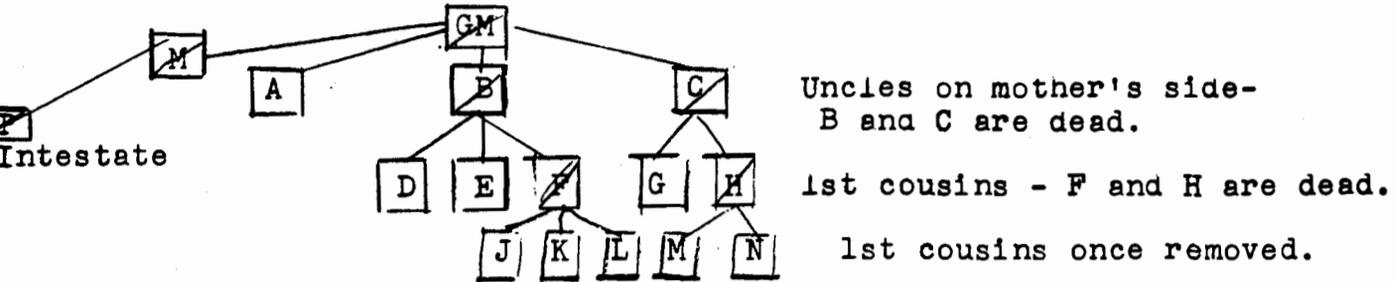 GM
M
A B C Uncles on mother's side-
B and C are dead.
P
Intestate
D E F G H 1st cousins - F and H are dead.
J K L M N 1st cousins once removed.